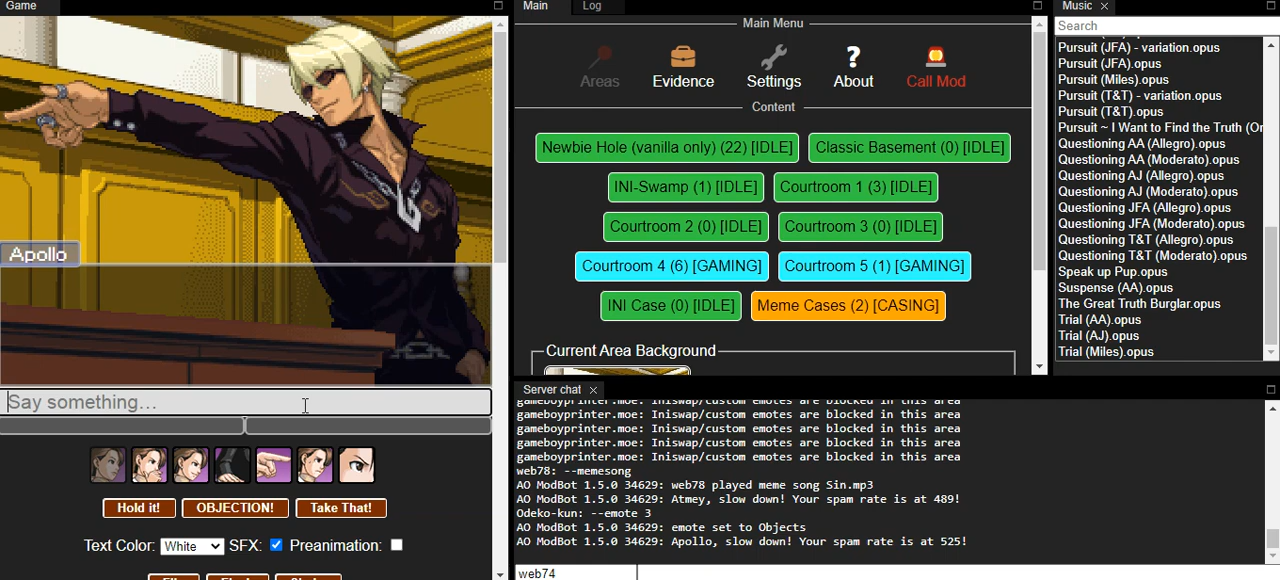 Game
Main
Log
Music
Main Menu
Search
Areas
Evidence
Settings
About
Call Mod
Content
Newbie Hole (vanilla only) (22) [IDLE]
Classic Basement (0) [IDLE]
INI-Swamp (1) [IDLE]
Courtroom 1 (3) [IDLE]
Courtroom 2 (0) [IDLE]
Courtroom 3 (0) [IDLE]
Courtroom 4 (6) [GAMING]
Courtroom 5 (1) [GAMING]
INI Case (0) [IDLE]
Meme Cases (2) [CASING]
Current Area Background
Pursuit (JFA) - variation.opus
Pursuit (JFA).opus
Pursuit (Miles).opus
Pursuit (T&T) - variation.opus
Pursuit (T&T).opus
Pursuit ~ I Want to Find the Truth (Or
Questioning AA (Allegro).opus
Questioning AA (Moderato).opus
Questioning AJ (Allegro).opus
Questioning AJ (Moderato).opus
Questioning JFA (Allegro).opus
Questioning JFA (Moderato).opus
Questioning T&T (Allegro).opus
Questioning T&T (Moderato).opus
Speak up Pup.opus
Suspense (AA).opus
The Great Truth Burglar.opus
Trial (AA).opus
Trial (AJ).opus
Trial (Miles).opus
Apollo
Say something...
Hold it!
OBJECTION!
Take That!
Text Color:
White
SFX:
Preanimation:
Server chat
gameboyprinter.moe: Iniswap/custom emotes are blocked in this area
gameboyprinter.moe: Iniswap/custom emotes are blocked in this area
gameboyprinter.moe: Iniswap/custom emotes are blocked in this area
gameboyprinter.moe: Iniswap/custom emotes are blocked in this area
web78: --memesong
AO ModBot 1.5.0 34629: web78 played meme song Sin.mp3
AO ModBot 1.5.0 34629: Atmey, slow down! Your spam rate is at 489!
Odeko-kun: --emote 3
AO ModBot 1.5.0 34629: emote set to Objects
AO ModBot 1.5.0 34629: Apollo, slow down! Your spam rate is at 525!
web74